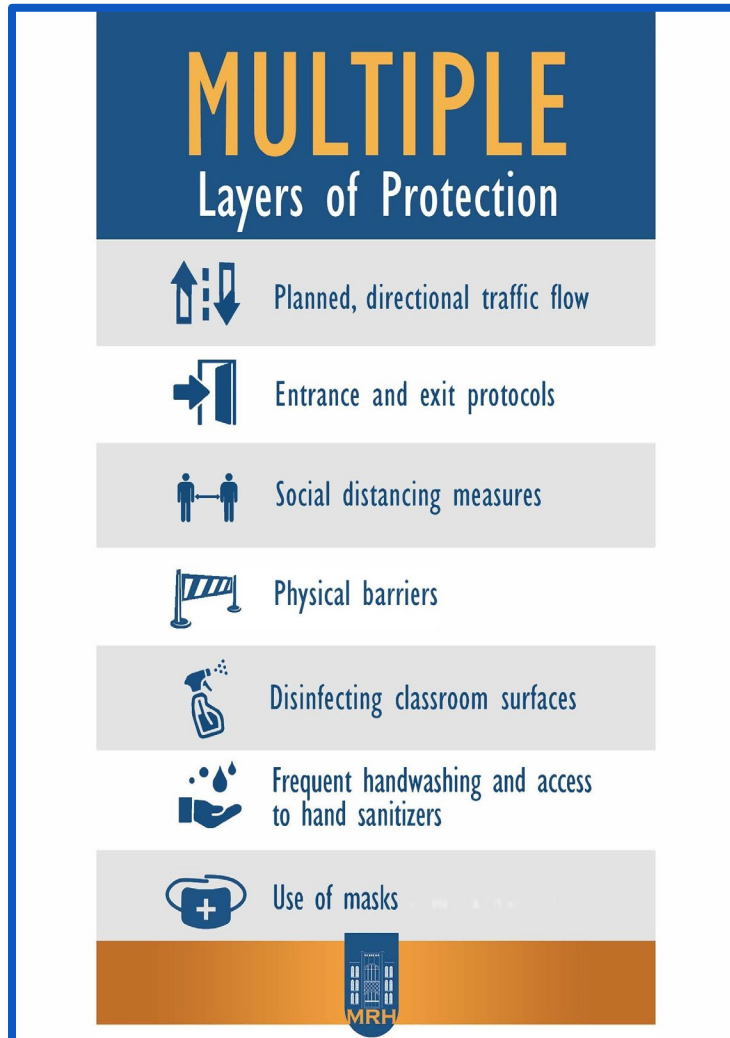 MULTIPLE
Layers of Protection
Planned, directional traffic flow
Entrance and exit protocols
Social distancing measures
Physical barriers
Disinfecting classroom surfaces
Frequent handwashing and access
to hand sanitizers
Use of masks
MRH